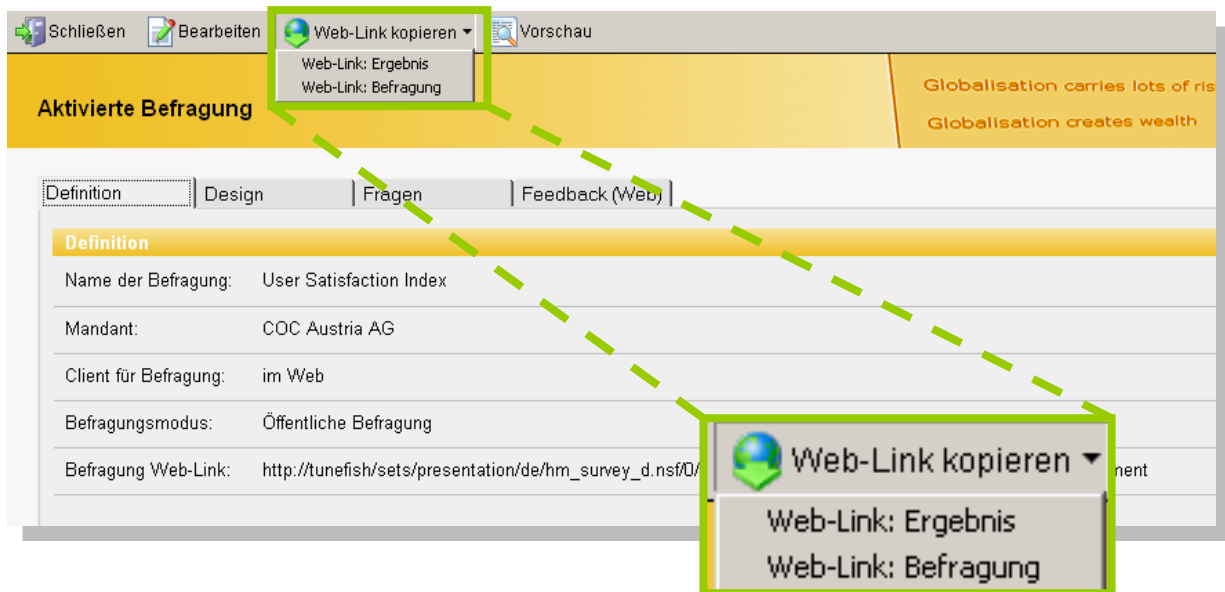 Schließen Bearbeiten Web-Link kopieren Vorschau
Web-Link: Ergebnis
Web-Link: Befragung
Aktivierte Befragung
Globalisation carries lots of
Globalisation creates wealth
Definition Design Fragen Feedback (Web)
Definition
Name der Befragung: User Satisfaction Index
Mandant: COC Austria AG
Client für Befragung: im Web
Befragungsmodus: Öffentliche Befragung
Befragung Web-Link: http://tunefish/sets/presentation/de/hm_survey_d.nsf/0/
Web-Link kopieren
Web-Link: Ergebnis
Web-Link: Befragung